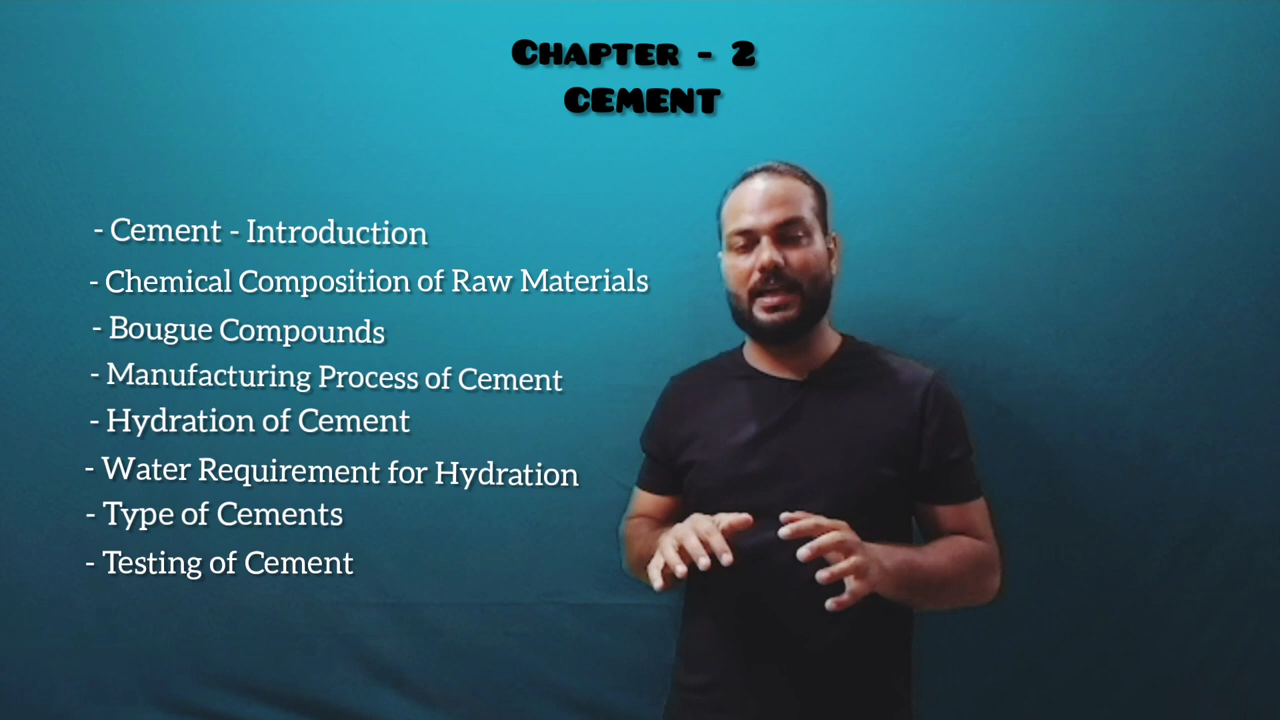 CHAPTER - 2
CEMENT
- Cement - Introduction
- Chemical Composition of Raw Materials
- Bougue Compounds
- Manufacturing Process of Cement
- Hydration of Cement
- Water Requirement for Hydration
- Type of Cements
- Testing of Cement